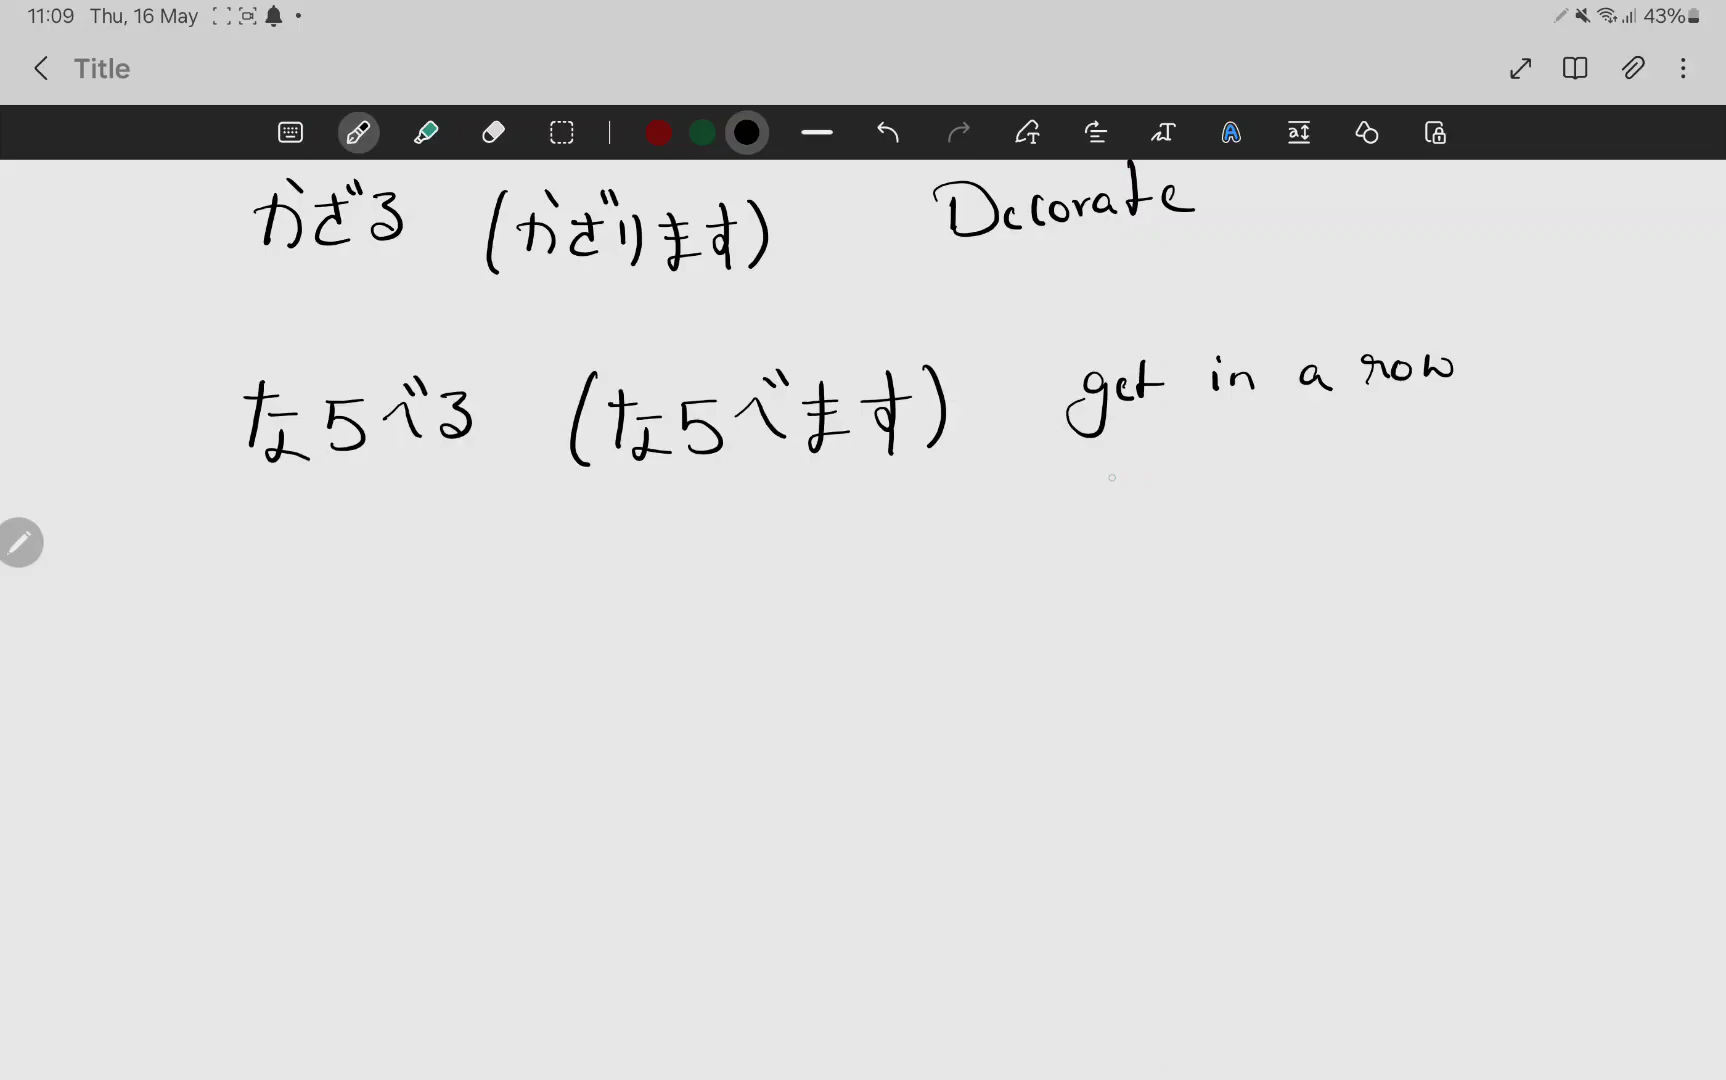 11:09 Thu, 16 May 43%
Title
かざる (かざります) Decorate
ならべる (ならべます) get in a row